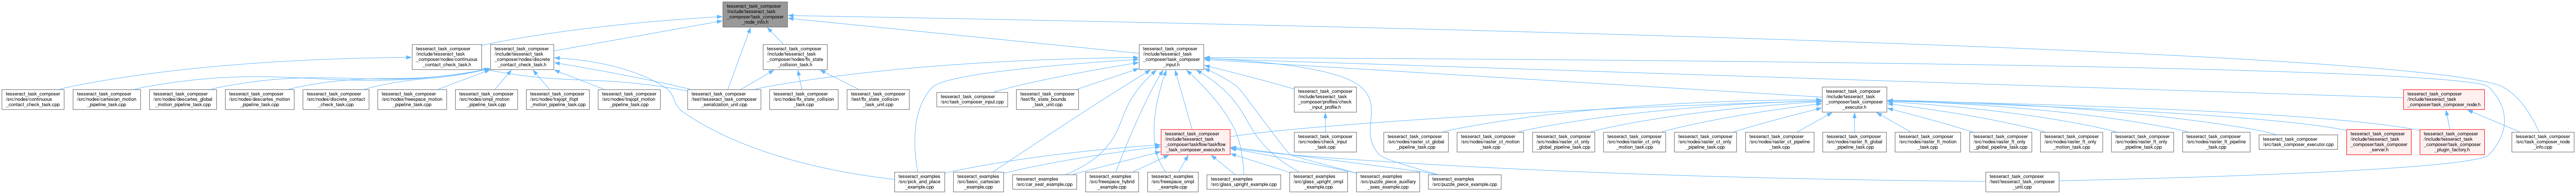 tesseract_task_composer
/include/tesseract_task
_composer/task_composer
_node_info.h
tesseract_task_composer
/include/tesseract_task
_composer/nodes/continuous
_contact_check_task.h
tesseract_task_composer
/include/tesseract_task
_composer/nodes/discrete
_contact_check_task.h
tesseract_task_composer
/include/tesseract_task
_composer/nodes/fix_state
_collision_task.h
tesseract_task_composer
/include/tesseract_task
_composer/task_composer
_input.h
tesseract_task_composer
/src/nodes/continuous
_contact_check_task.cpp
tesseract_task_composer
/src/nodes/cartesian_motion
_pipeline_task.cpp
tesseract_task_composer
/src/nodes/descartes_global
_motion_pipeline_task.cpp
tesseract_task_composer
/src/nodes/descartes_motion
_pipeline_task.cpp
tesseract_task_composer
/src/nodes/discrete_contact
_check_task.cpp
tesseract_task_composer
/src/nodes/freespace_motion
_pipeline_task.cpp
tesseract_task_composer
/src/nodes/ompl_motion
_pipeline_task.cpp
tesseract_task_composer
/src/nodes/trajopt_ifopt
_motion_pipeline_task.cpp
tesseract_task_composer
/src/nodes/trajopt_motion
_pipeline_task.cpp
tesseract_task_composer
/test/tesseract_task_composer
_serialization_unit.cpp
tesseract_task_composer
/src/nodes/fix_state_collision
_task.cpp
tesseract_task_composer
/test/fix_state_collision
_task_unit.cpp
tesseract_task_composer
/src/task_composer_input.cpp
tesseract_task_composer
/test/fix_state_bounds
_task_unit.cpp
tesseract_task_composer
/include/tesseract_task
_composer/profiles/check
_input_profile.h
tesseract_task_composer
/include/tesseract_task
_composer/task_composer
_executor.h
tesseract_task_composer
/include/tesseract_task
_composer/task_composer_node.h
tesseract_task_composer
/include/tesseract_task
_composer/taskflow/taskflow
_task_composer_executor.h
tesseract_task_composer
/src/nodes/check_input
_task.cpp
tesseract_task_composer
/src/nodes/raster_ct_global
_pipeline_task.cpp
tesseract_task_composer
/src/nodes/raster_ct_motion
_task.cpp
tesseract_task_composer
/src/nodes/raster_ct_only
_global_pipeline_task.cpp
tesseract_task_composer
/src/nodes/raster_ct_only
_motion_task.cpp
tesseract_task_composer
/src/nodes/raster_ct_only
_pipeline_task.cpp
tesseract_task_composer
/src/nodes/raster_ct_pipeline
_task.cpp
tesseract_task_composer
/src/nodes/raster_ft_global
_pipeline_task.cpp
tesseract_task_composer
/src/nodes/raster_ft_motion
_task.cpp
tesseract_task_composer
/src/nodes/raster_ft_only
_global_pipeline_task.cpp
tesseract_task_composer
/src/nodes/raster_ft_only
_motion_task.cpp
tesseract_task_composer
/src/nodes/raster_ft_only
_pipeline_task.cpp
tesseract_task_composer
/src/nodes/raster_ft_pipeline
_task.cpp
tesseract_task_composer
/src/task_composer_executor.cpp
tesseract_task_composer
/include/tesseract_task
_composer/task_composer
_server.h
tesseract_task_composer
/include/tesseract_task
_composer/task_composer
_plugin_factory.h
tesseract_task_composer
/src/task_composer_node
_info.cpp
tesseract_examples
/src/pick_and_place
_example.cpp
tesseract_examples
/src/basic_cartesian
_example.cpp
tesseract_examples
/src/car_seat_example.cpp
tesseract_examples
/src/freespace_hybrid
_example.cpp
tesseract_examples
/src/freespace_ompl
_example.cpp
tesseract_examples
/src/glass_upright_example.cpp
tesseract_examples
/src/glass_upright_ompl
_example.cpp
tesseract_examples
/src/puzzle_piece_auxillary
_axes_example.cpp
tesseract_examples
/src/puzzle_piece_example.cpp
tesseract_task_composer
/test/tesseract_task_composer
_unit.cpp